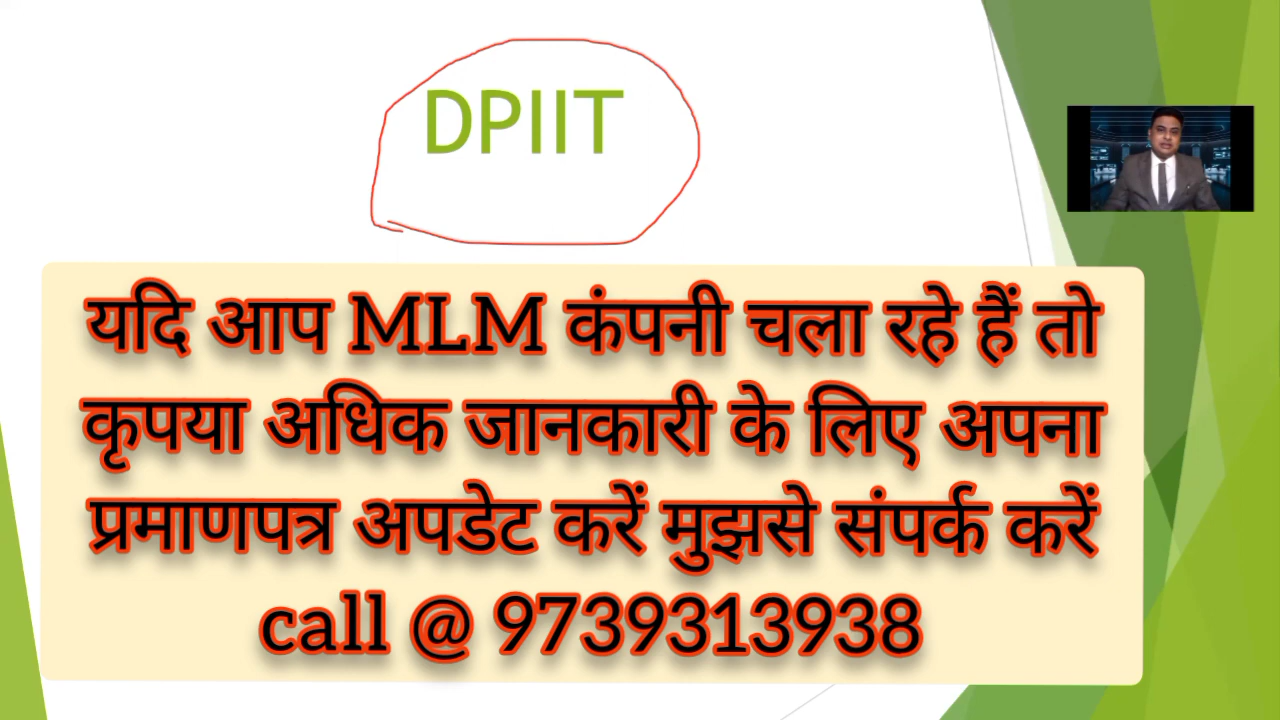 DPIIT
यदि आप MLM कंपनी चला रहे हैं तो
कृपया अधिक जानकारी के लिए अपना
प्रमाणपत्र अपडेट करें मुझसे संपर्क करें
call @ 9739313938